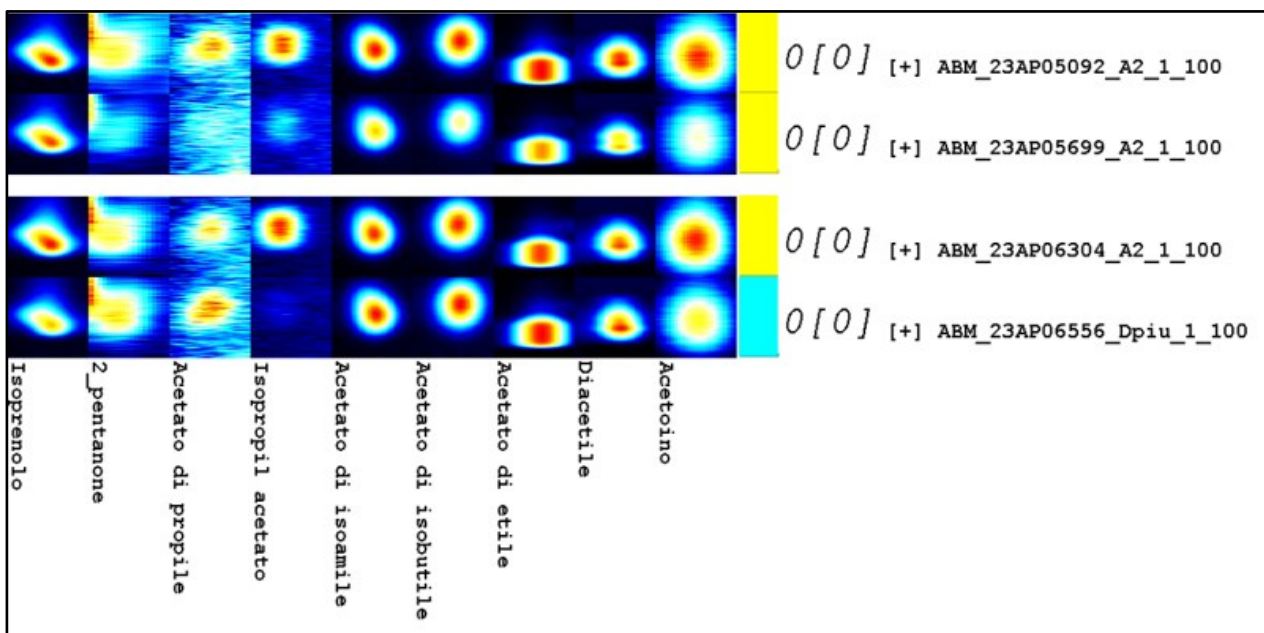 0[0] [+] ABM_23AP05092_A2_1_100
0[0] [+] ABM_23AP05699_A2_1_100
0[0] [+] ABM_23AP06304_A2_1_100
0[0] [+] ABM_23AP06556_Dpiu_1_100
Isoprenolo
2_pentanone
Acetato di propile
Isopropil acetato
Acetato di isoamile
Acetato di isobutile
Acetato di etile
Diacetile
Acetoino